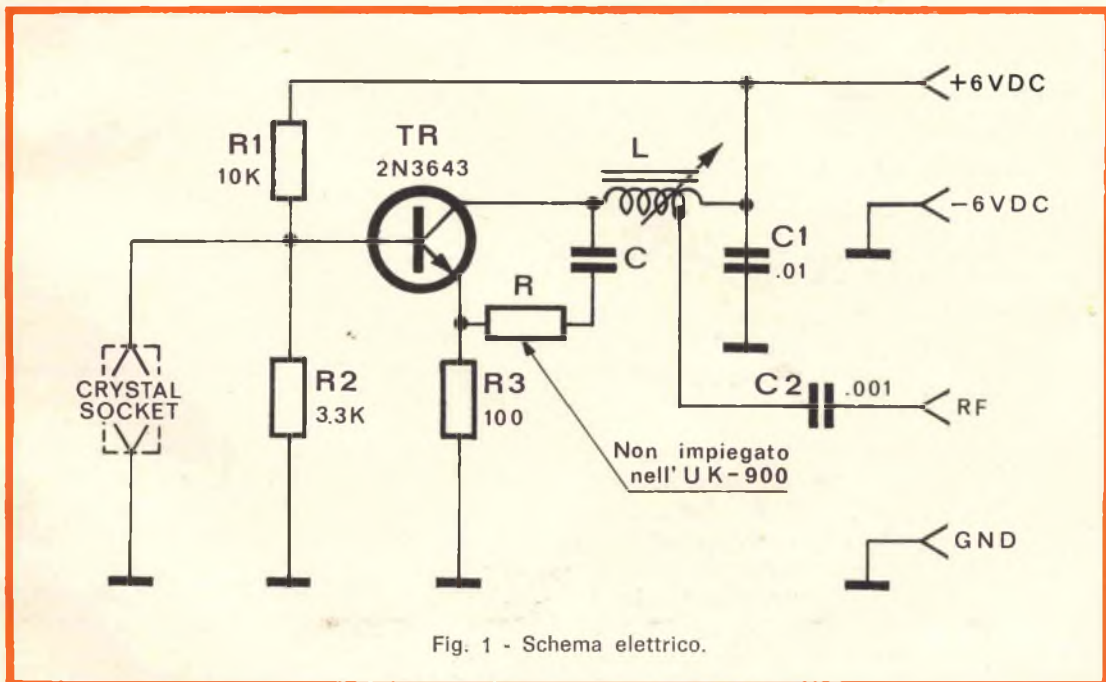 +6VDC
R1
10K
TR
2N3643
L
-6VDC
C1
.01
C
R
CRYSTAL
SOCKET
R2
3.3K
R3
100
C2
.001
RF
Non impiegato
nell' UK-900
GND
Fig. 1 - Schema elettrico.